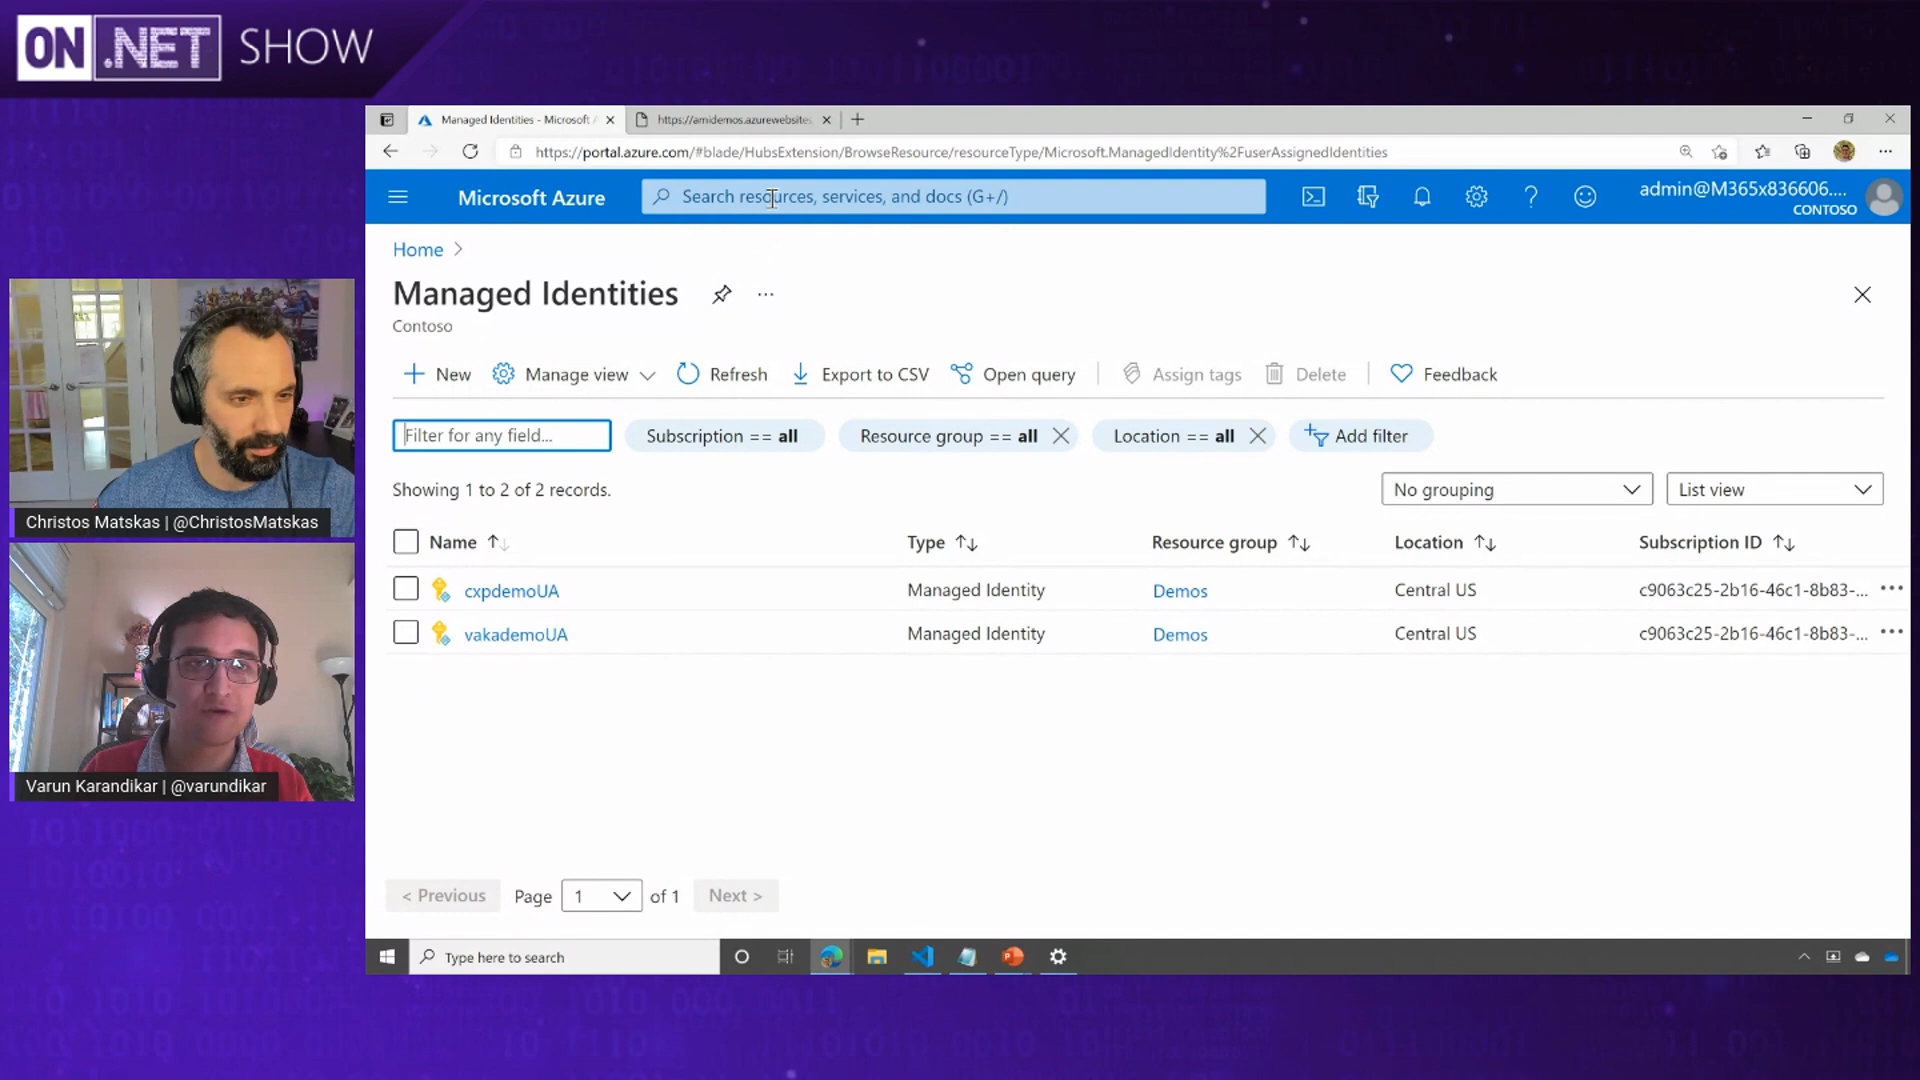 ON .NET SHOW
Managed Identities - Microsoft A
https://amidemos.azurewebsites.
https://portal.azure.com/#blade/HubsExtension/BrowseResource/resourceType/Microsoft.ManagedIdentity%2FuserAssignedIdentities
Microsoft Azure
Search resources, services, and docs (G+/)
admin@M365x836606....
CONTOSO
Home
Managed Identities
Contoso
New
Manage view
Refresh
Export to CSV
Open query
Assign tags
Delete
Feedback
Filter for any field...
Subscription == all
Resource group == all
Location == all
Add filter
Showing 1 to 2 of 2 records.
No grouping
List view
Name
Type
Resource group
Location
Subscription ID
cxpdemoUA Managed Identity Demos Central US c9063c25-2b16-46c1-8b83-...
vakademoUA Managed Identity Demos Central US c9063c25-2b16-46c1-8b83-...
< Previous
Page 1 of 1
Next >
Type here to search
Christos Matskas | @ChristosMatskas
Varun Karandikar | @varundikar